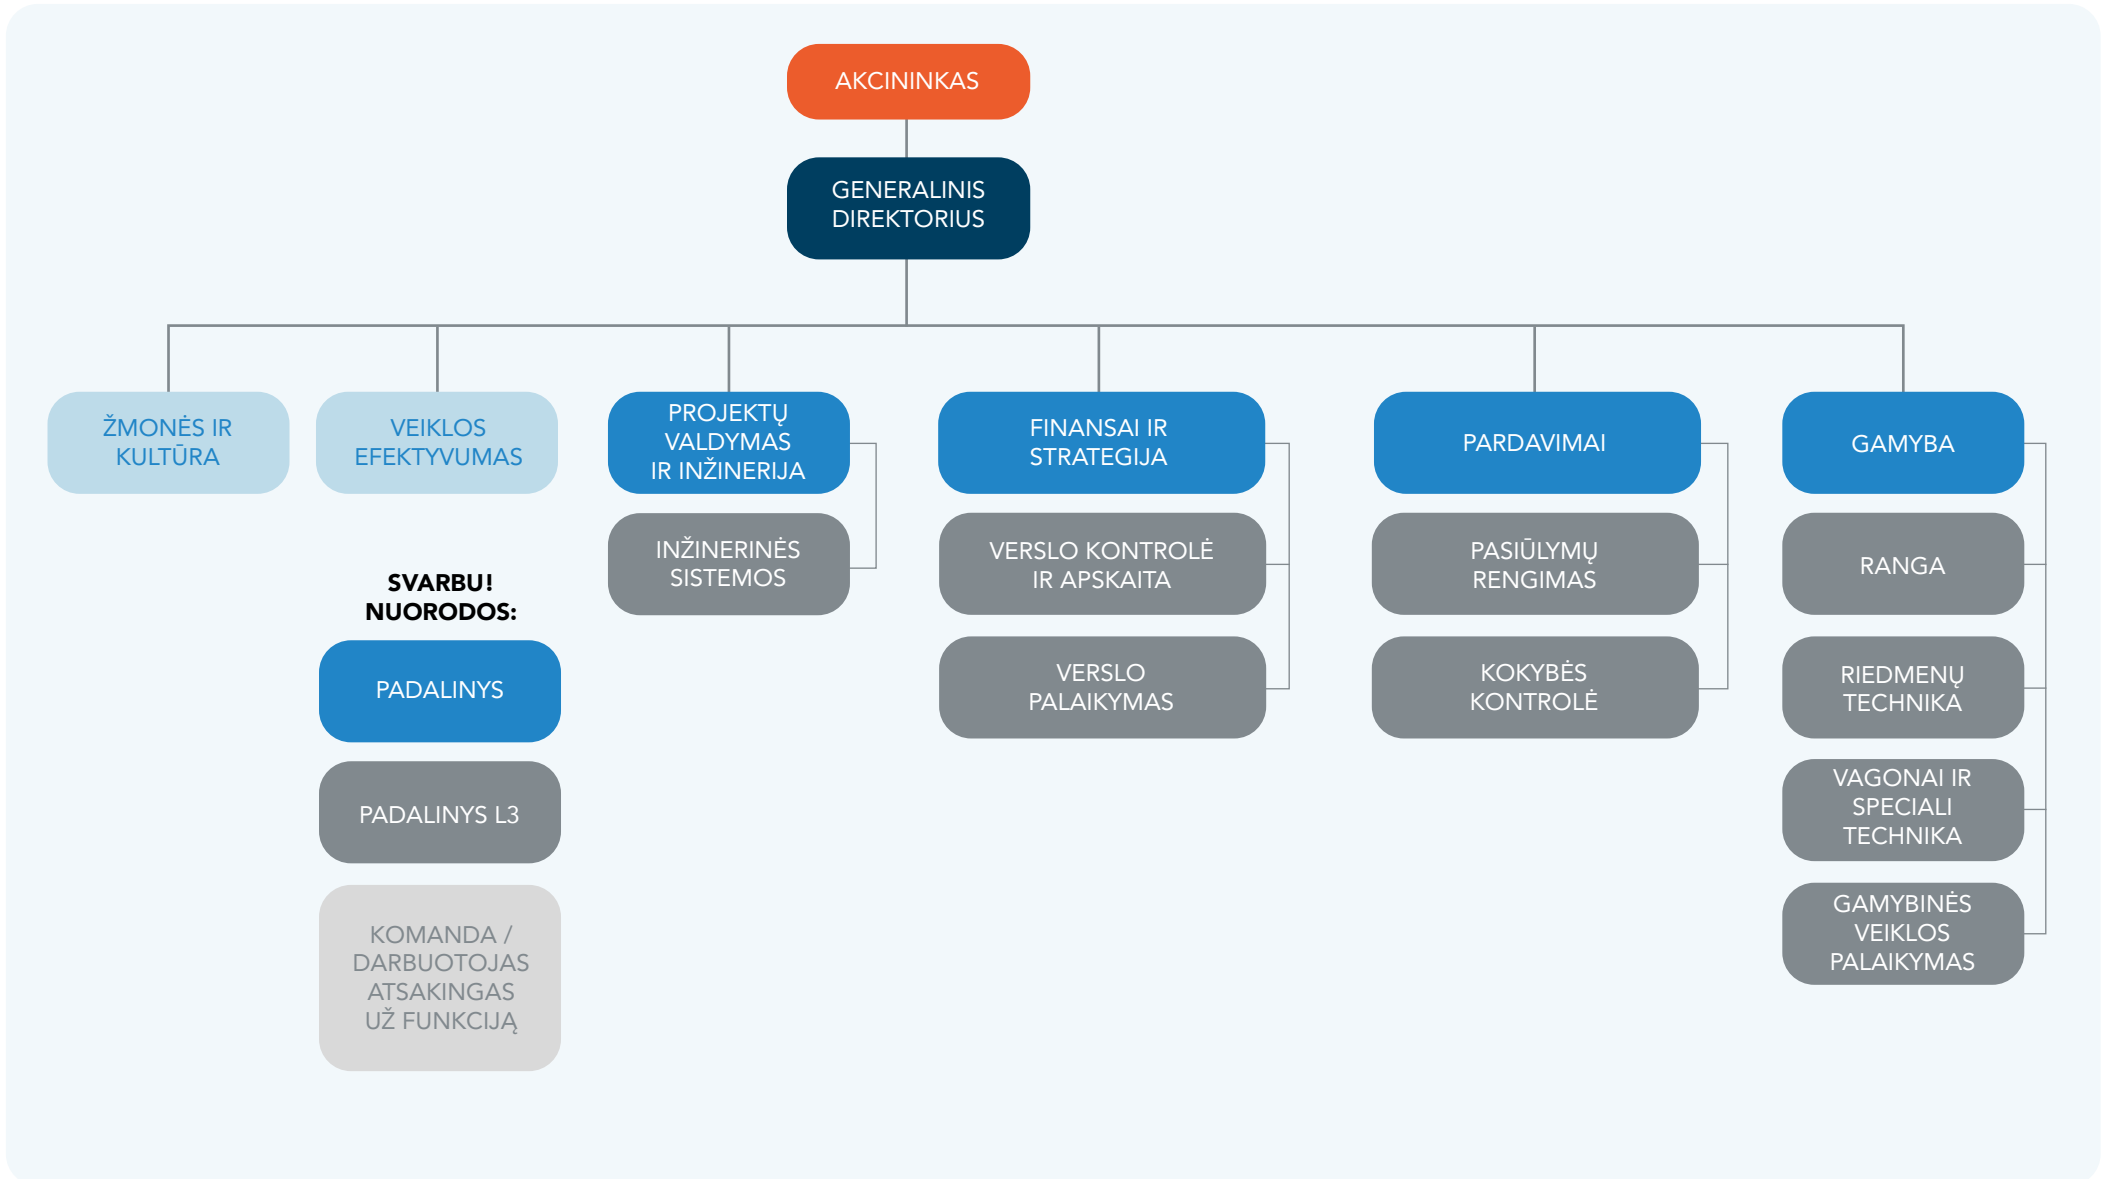 AKCININKAS
GENERALINIS
DIREKTORIUS
ŽMONĖS IR
KULTŪRA
VEIKLOS
EFEKTYVUMAS
PROJEKTŲ
VALDYMAS
IR INŽINERIJA
FINANSAI IR
STRATEGIJA
PARDAVIMAI
GAMYBA
INŽINERINĖS
SISTEMOS
VERSLO KONTROLĖ
IR APSKAITA
PASIŪLYMŲ
RENGIMAS
RANGA
SVARBU!
NUORODOS:
PADALINYS
VERSLO
PALAIKYMAS
KOKYBĖS
KONTROLĖ
RIEDMENŲ
TECHNIKA
PADALINYS L3
VAGONAI IR
SPECIALI
TECHNIKA
KOMANDA /
DARBUOTOJAS
ATSAKINGAS
UŽ FUNKCIJĄ
GAMYBINĖS
VEIKLOS
PALAIKYMAS